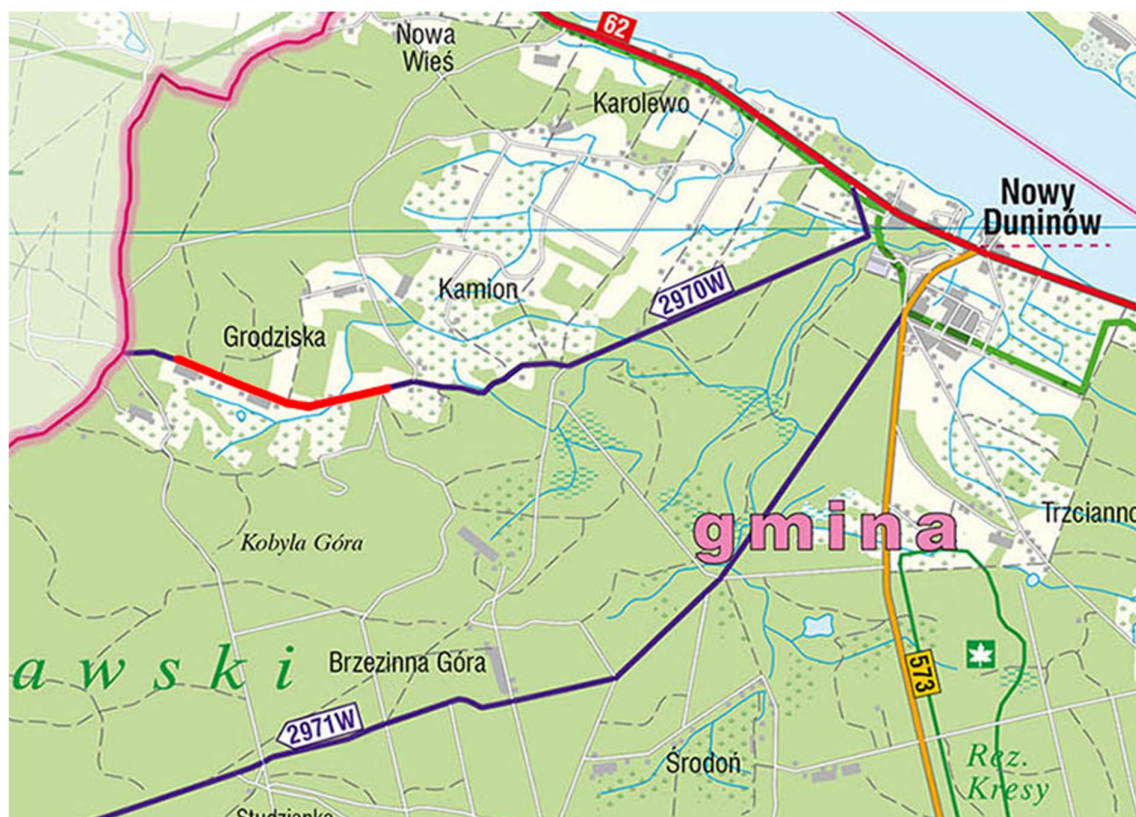 62
Nowa
Wieś
Karolewo
Nowy
Duninów
2970W
Kamion
Grodziska
gmina
Trzcianno
Kobyla Góra
awski
Brzezinna Góra
573
2971W
Środoń
Rez.
Kresy
Studzianka